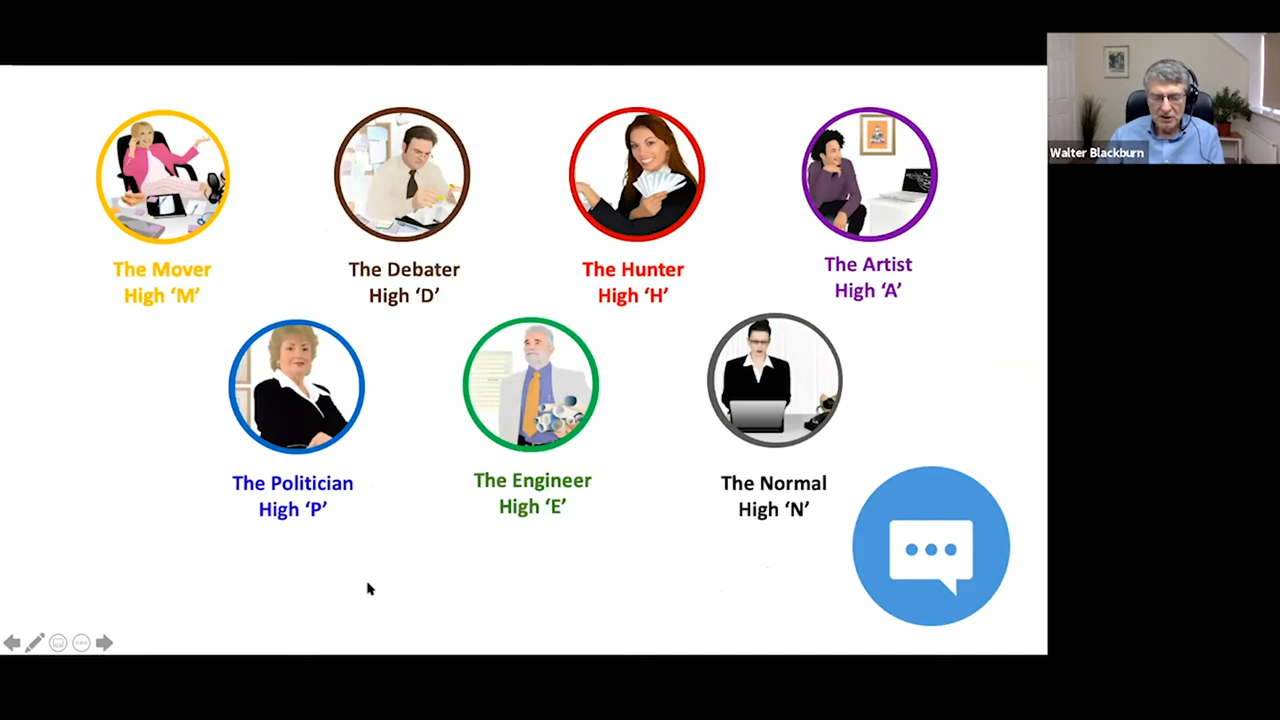 The Mover
High ‘M’
The Debater
High ‘D’
The Hunter
High ‘H’
The Artist
High ‘A’
The Politician
High ‘P’
The Engineer
High ‘E’
The Normal
High ‘N’
Walter Blackburn